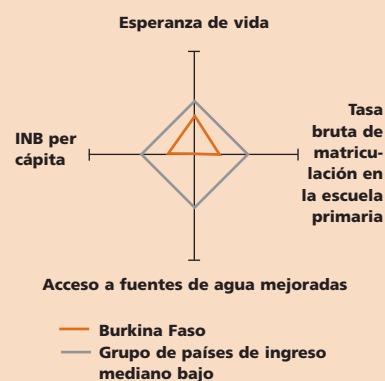 Esperanza de vida
INB per
cápita
Tasa
bruta de
matricu-
lación en
la escuela
primaria
Acceso a fuentes de agua mejoradas
Burkina Faso
Grupo de países de ingreso
mediano bajo